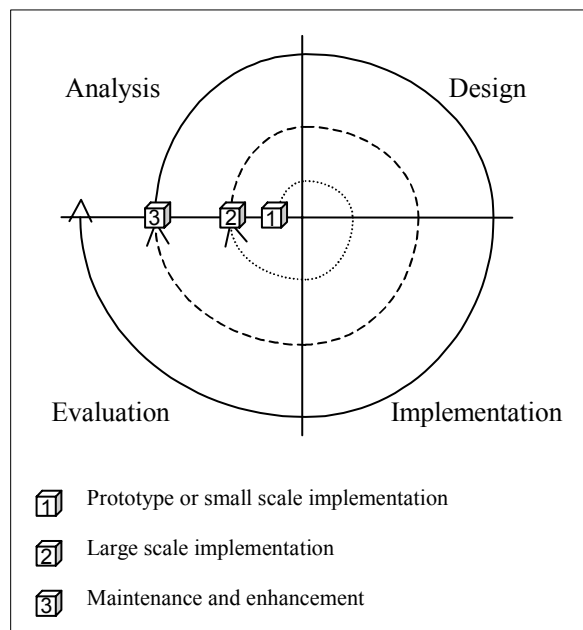 Analysis Design
3 2 1
Evaluation Implementation
1 Prototype or small scale implementation
2 Large scale implementation
3 Maintenance and enhancement